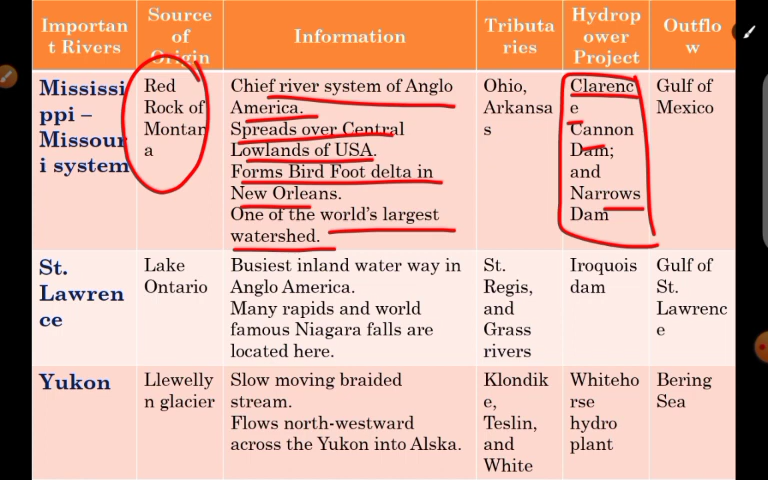 Importan
t Rivers
Source
of
Origin
Information
Tributa
ries
Hydrop
ower
Project
Outflo
w
Mississi
ppi –
Missour
i system
Red
Rock of
Montan
a
Chief river system of Anglo
America.
Spreads over Central
Lowlands of USA.
Forms Bird Foot delta in
New Orleans.
One of the world's largest
watershed.
Ohio,
Arkansa
s
Clarenc
e
Cannon
Dam;
and
Narrows
Dam
Gulf of
Mexico
St.
Lawren
ce
Lake
Ontario
Busiest inland water way in
Anglo America.
Many rapids and world
famous Niagara falls are
located here.
St.
Regis,
and
Grass
rivers
Iroquois
dam
Gulf of
St.
Lawrenc
e
Yukon
Llewelly
n glacier
Slow moving braided
stream.
Flows north-westward
across the Yukon into Alska.
Klondik
e,
Teslin,
and
White
Whiteho
rse
hydro
plant
Bering
Sea